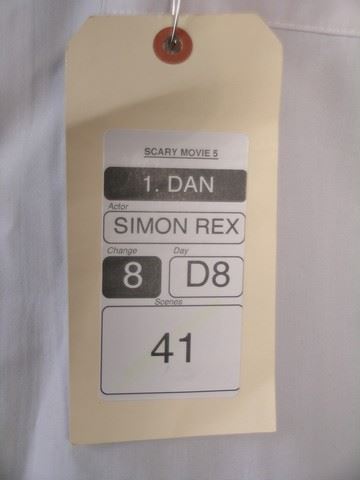 SCARY MOVIE 5
1. DAN
Actor
SIMON REX
Change Day
8 D8
Scenes
41